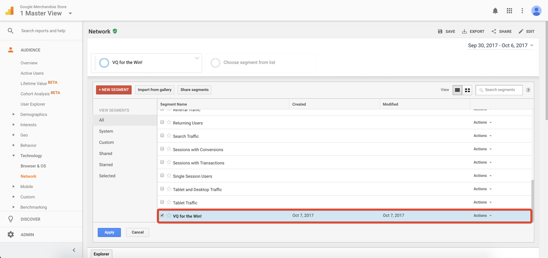 Google Merchandise Store
1 Master View
Search reports and help
AUDIENCE
Overview
Active Users
Lifetime Value BETA
Cohort Analysis BETA
User Explorer
Demographics
Interests
Geo
Behavior
Technology
Browser & OS
Network
Mobile
Custom
Benchmarking
DISCOVER
ADMIN
Network
SAVE EXPORT SHARE EDIT
Sep 30, 2017 - Oct 6, 2017
VQ for the Win!
Choose segment from list
+ NEW SEGMENT Import from gallery Share segments View Search segments
VIEW SEGMENTS
All
System
Custom
Shared
Starred
Selected
Segment Name Created Modified
Referral Traffic Actions
Returning Users Actions
Search Traffic Actions
Sessions with Conversions Actions
Sessions with Transactions Actions
Single Session Users Actions
Tablet and Desktop Traffic Actions
Tablet Traffic Actions
VQ for the Win! Oct 7, 2017 Oct 7, 2017 Actions
Apply Cancel
Explorer